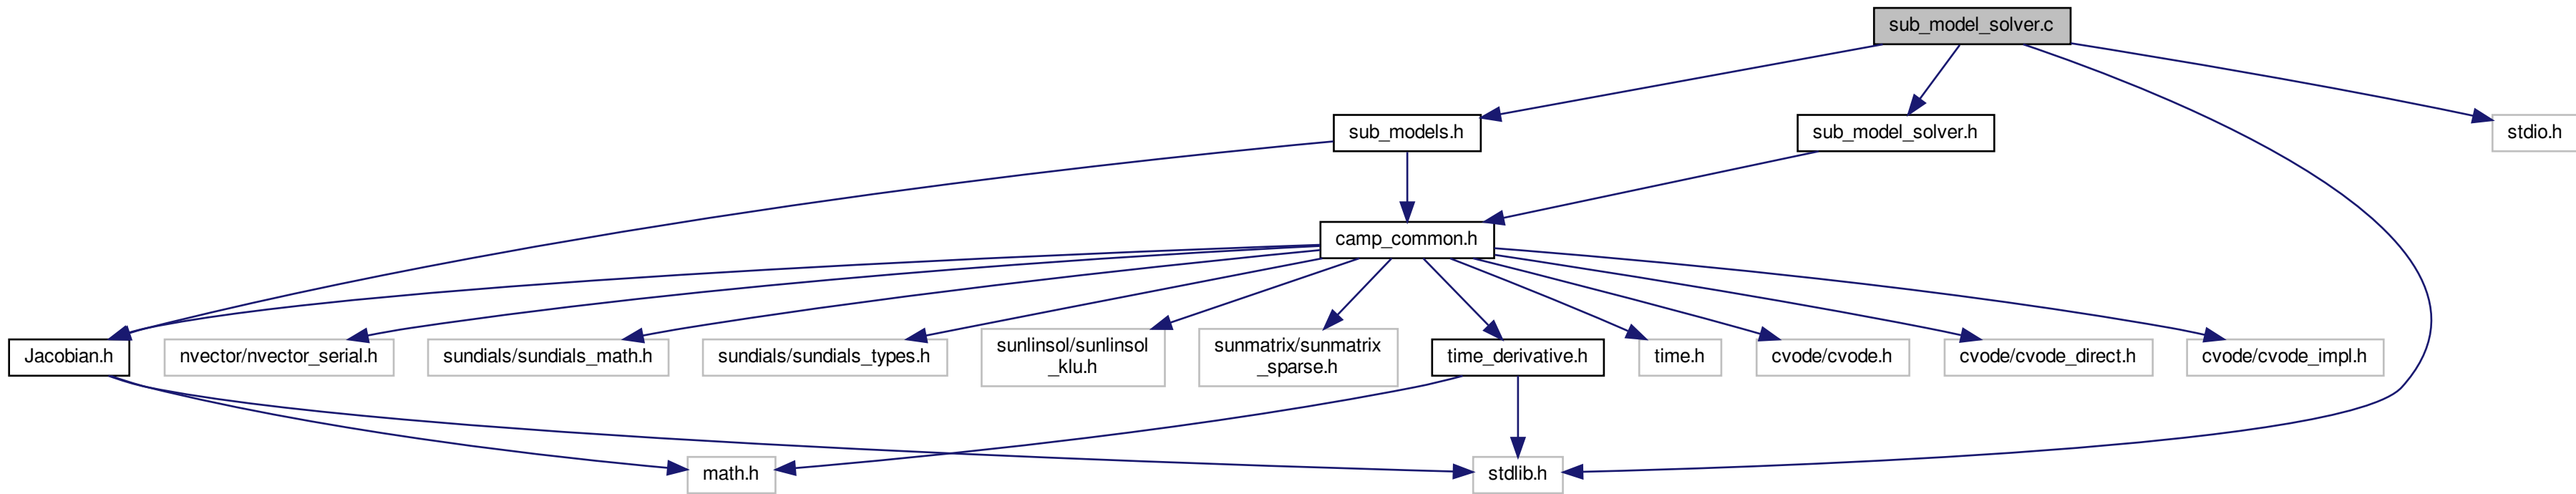 sub_model_solver.c
sub_models.h
sub_model_solver.h
stdio.h
camp_common.h
Jacobian.h
nvector/nvector_serial.h
sundials/sundials_math.h
sundials/sundials_types.h
sunlinsol/sunlinsol
_klu.h
sunmatrix/sunmatrix
_sparse.h
time_derivative.h
time.h
cvode/cvode.h
cvode/cvode_direct.h
cvode/cvode_impl.h
math.h
stdlib.h